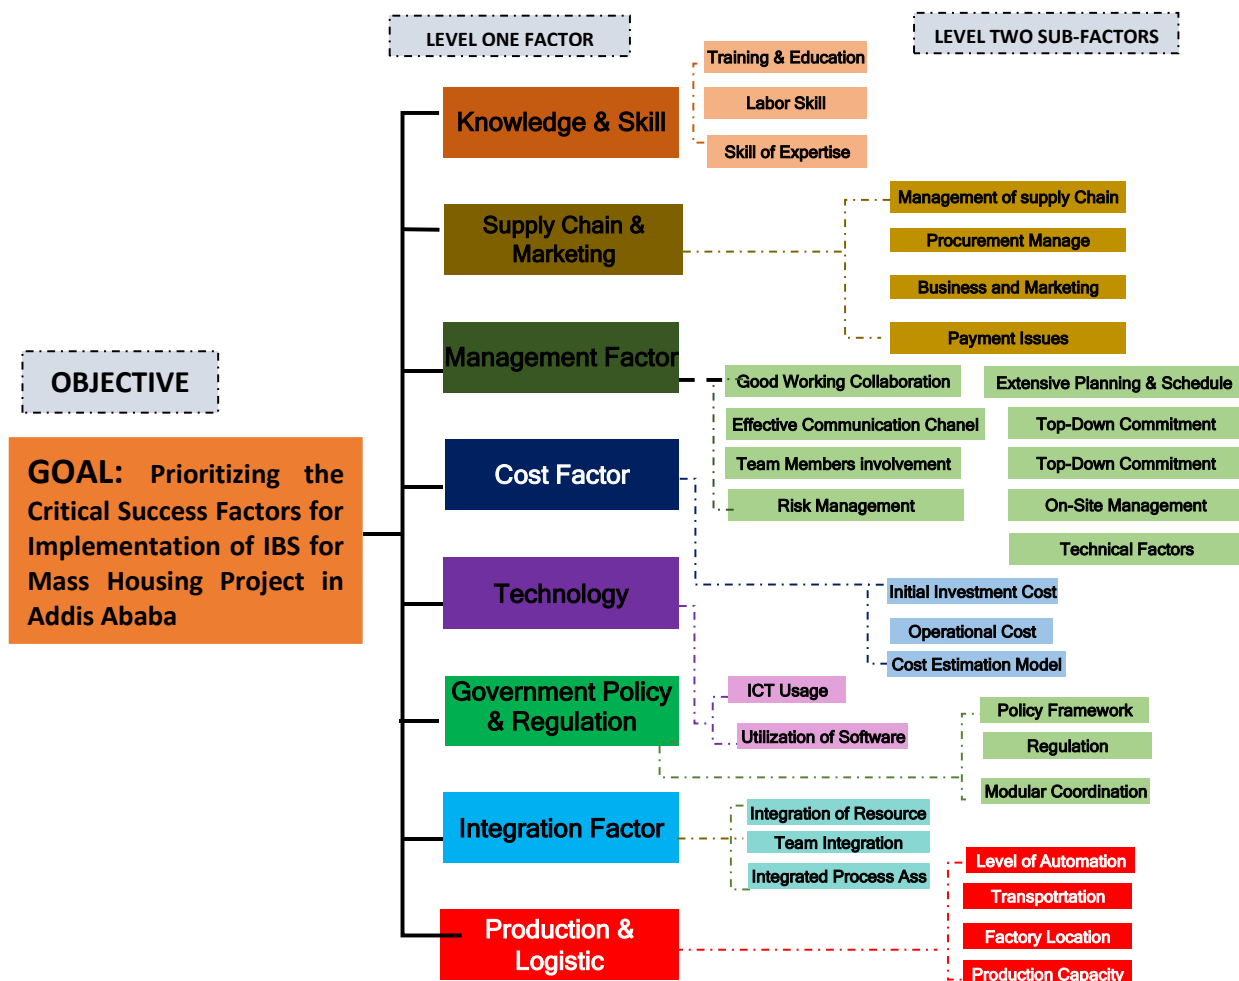 LEVEL ONE FACTOR
LEVEL TWO SUB-FACTORS
Training & Education
Knowledge & Skill
Labor Skill
Skill of Expertise
Supply Chain &
Marketing
Management of supply Chain
Procurement Manage
Business and Marketing
Payment Issues
OBJECTIVE
GOAL: Prioritizing the
Critical Success Factors for
Implementation of IBS for
Mass Housing Project in
Addis Ababa
Management Factor
Good Working Collaboration
Extensive Planning & Schedule
Effective Communication Chanel
Top-Down Commitment
Team Members involvement
Top-Down Commitment
Risk Management
On-Site Management
Technical Factors
Cost Factor
Initial Investment Cost
Operational Cost
Cost Estimation Model
Technology
ICT Usage
Utilization of Software
Government Policy
& Regulation
Policy Framework
Regulation
Modular Coordination
Integration Factor
Integration of Resource
Team Integration
Integrated Process Ass
Production &
Logistic
Level of Automation
Transpotrtation
Factory Location
Production Capacity